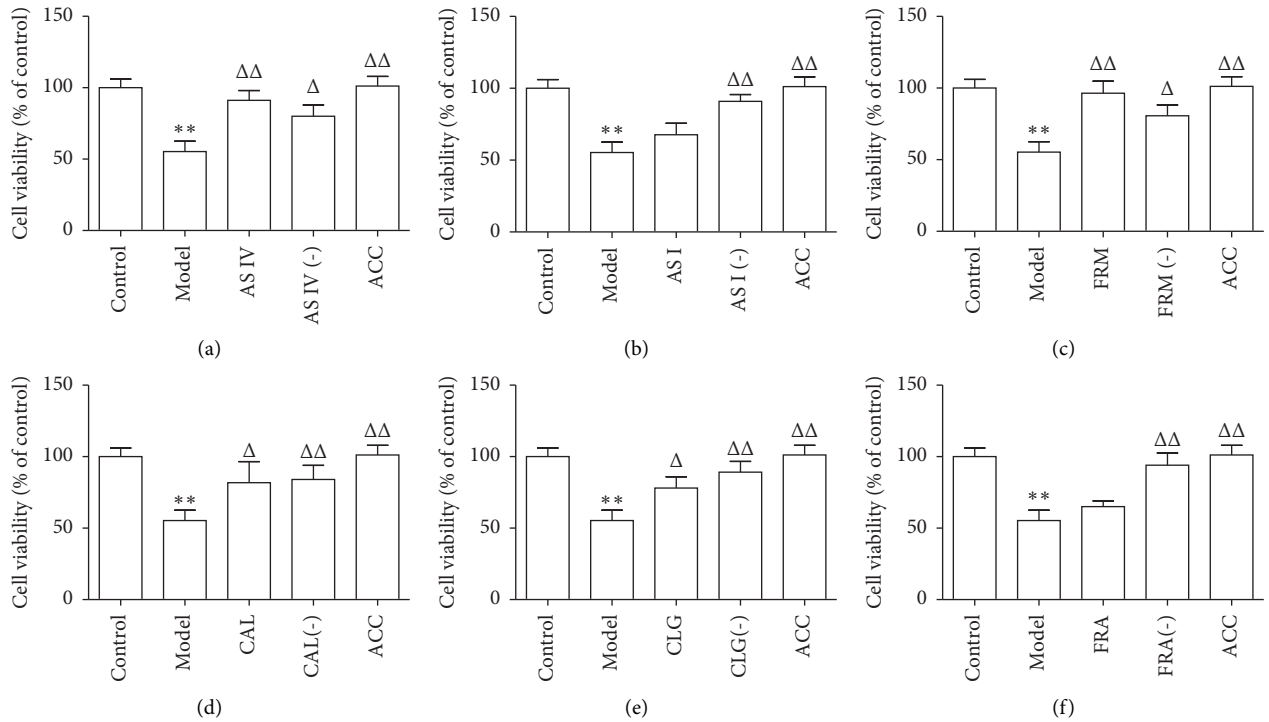 Cell viability (% of control)
150
100
50
0
**
ΔΔ
Δ
ΔΔ
Control
Model
AS IV
AS IV (-)
ACC
(a)
Cell viability (% of control)
150
100
50
0
**
ΔΔ
ΔΔ
Control
Model
AS I
AS I (-)
ACC
(b)
Cell viability (% of control)
150
100
50
0
**
ΔΔ
Δ
ΔΔ
Control
Model
FRM
FRM (-)
ACC
(c)
Cell viability (% of control)
150
100
50
0
**
Δ
ΔΔ
ΔΔ
Control
Model
CAL
CAL(-)
ACC
(d)
Cell viability (% of control)
150
100
50
0
**
Δ
ΔΔ
ΔΔ
Control
Model
CLG
CLG(-)
ACC
(e)
Cell viability (% of control)
150
100
50
0
**
ΔΔ
ΔΔ
Control
Model
FRA
FRA(-)
ACC
(f)